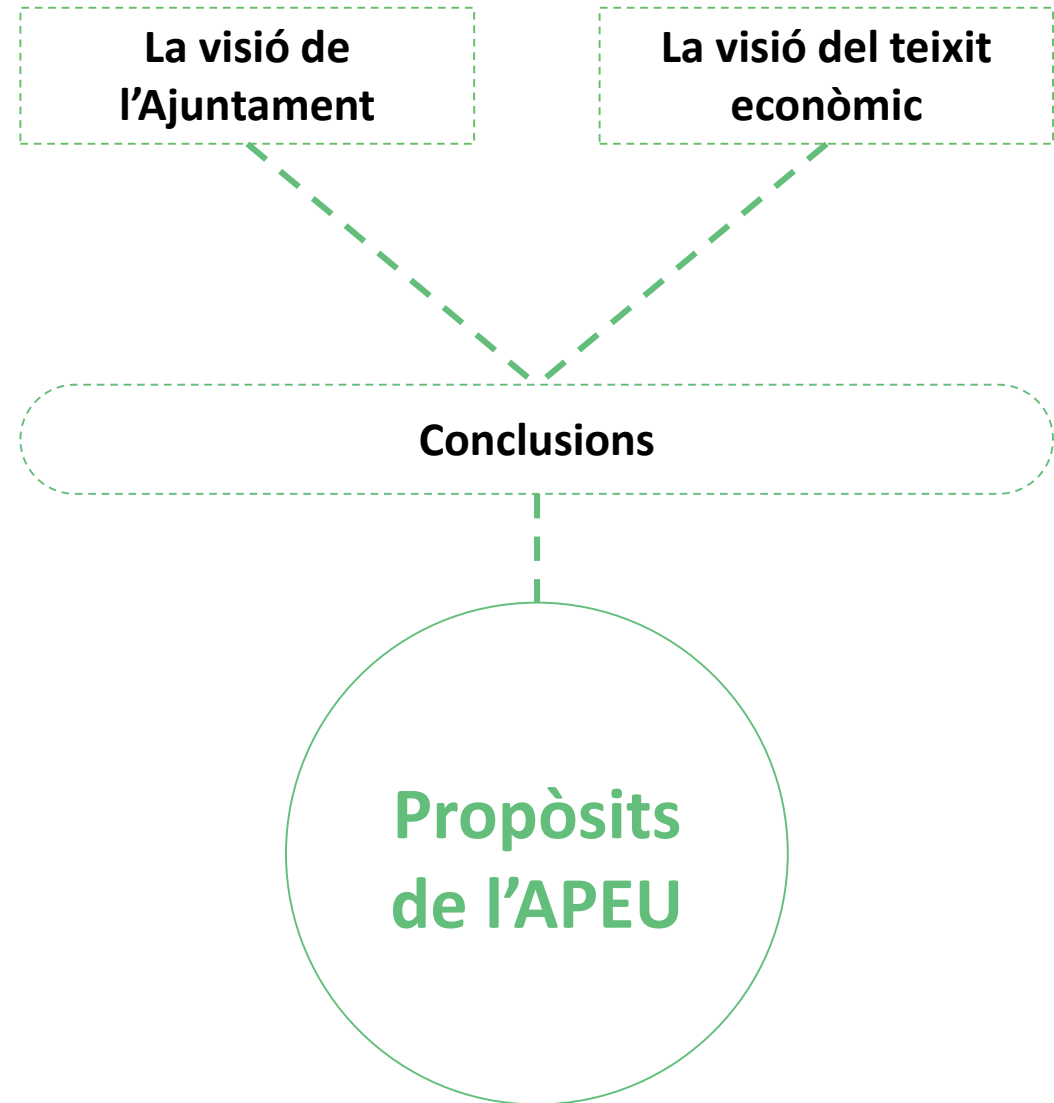 La visió de
l’Ajuntament
La visió del teixit
econòmic
Conclusions
Propòsits
de l’APEU